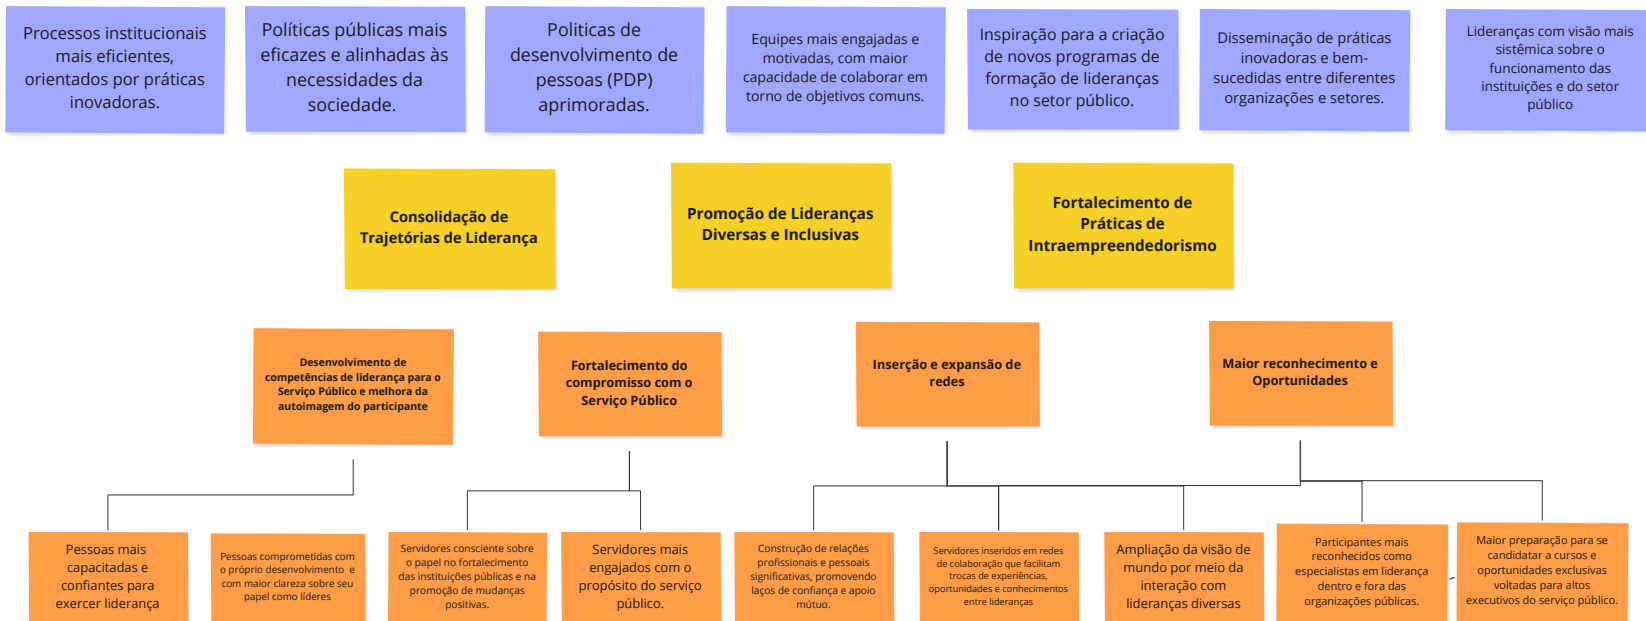 Processos institucionais
mais eficientes,
orientados por práticas
inovadoras.
Políticas públicas mais
eficazes e alinhadas às
necessidades da
sociedade.
Politicas de
desenvolvimento de
pessoas (PDP)
aprimoradas.
Equipes mais engajadas e
motivadas, com maior
capacidade de colaborar em
torno de objetivos comuns.
Inspiração para a criação
de novos programas de
formação de lideranças
no setor público.
Disseminação de práticas
inovadoras e bem-
sucedidas entre diferentes
organizações e setores.
Lideranças com visão mais
sistêmica sobre o
funcionamento das
instituições e do setor
público
Consolidação de
Trajetórias de Liderança
Promoção de Lideranças
Diversas e Inclusivas
Fortalecimento de
Práticas de
Intraempreendedorismo
Desenvolvimento de
competências de liderança para o
Serviço Público e melhora da
autoimagem do participante
Fortalecimento do
compromisso com o
Serviço Público
Inserção e expansão de
redes
Maior reconhecimento e
Oportunidades
Pessoas mais
capacitadas e
confiantes para
exercer liderança
Pessoas comprometidas com
o próprio desenvolvimento e
com maior clareza sobre seu
papel como líderes
Servidores consciente sobre
o papel no fortalecimento
das instituições públicas e na
promoção de mudanças
positivas.
Servidores mais
engajados com o
propósito do serviço
público.
Construção de relações
profissionais e pessoais
significativas, promovendo
laços de confiança e apoio
mútuo.
Servidores inseridos em redes
de colaboração que facilitam
trocas de experiências,
oportunidades e conhecimentos
entre lideranças
Ampliação da visão de
mundo por meio da
interação com
lideranças diversas
Participantes mais
reconhecidos como
especialistas em liderança
dentro e fora das
organizações públicas.
Maior preparação para se
candidatar a cursos e
oportunidades exclusivas
voltadas para altos
executivos do serviço público.